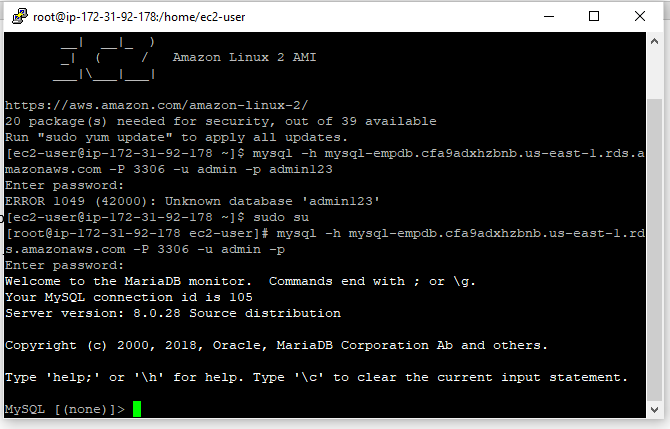 root@ip-172-31-92-178:/home/ec2-user
__|  __|_  )
_|  (     /   Amazon Linux 2 AMI
___|\___|___|
https://aws.amazon.com/amazon-linux-2/
20 package(s) needed for security, out of 39 available
Run "sudo yum update" to apply all updates.
[ec2-user@ip-172-31-92-178 ~]$ mysql -h mysql-empdb.cfa9adxhzbnb.us-east-1.rds.a
mazonaws.com -P 3306 -u admin -p admin123
Enter password:
ERROR 1049 (42000): Unknown database 'admin123'
[ec2-user@ip-172-31-92-178 ~]$ sudo su
[root@ip-172-31-92-178 ec2-user]# mysql -h mysql-empdb.cfa9adxhzbnb.us-east-1.rd
s.amazonaws.com -P 3306 -u admin -p
Enter password:
Welcome to the MariaDB monitor.  Commands end with ; or \g.
Your MySQL connection id is 105
Server version: 8.0.28 Source distribution
Copyright (c) 2000, 2018, Oracle, MariaDB Corporation Ab and others.
Type 'help;' or '\h' for help. Type '\c' to clear the current input statement.
MySQL [(none)]>